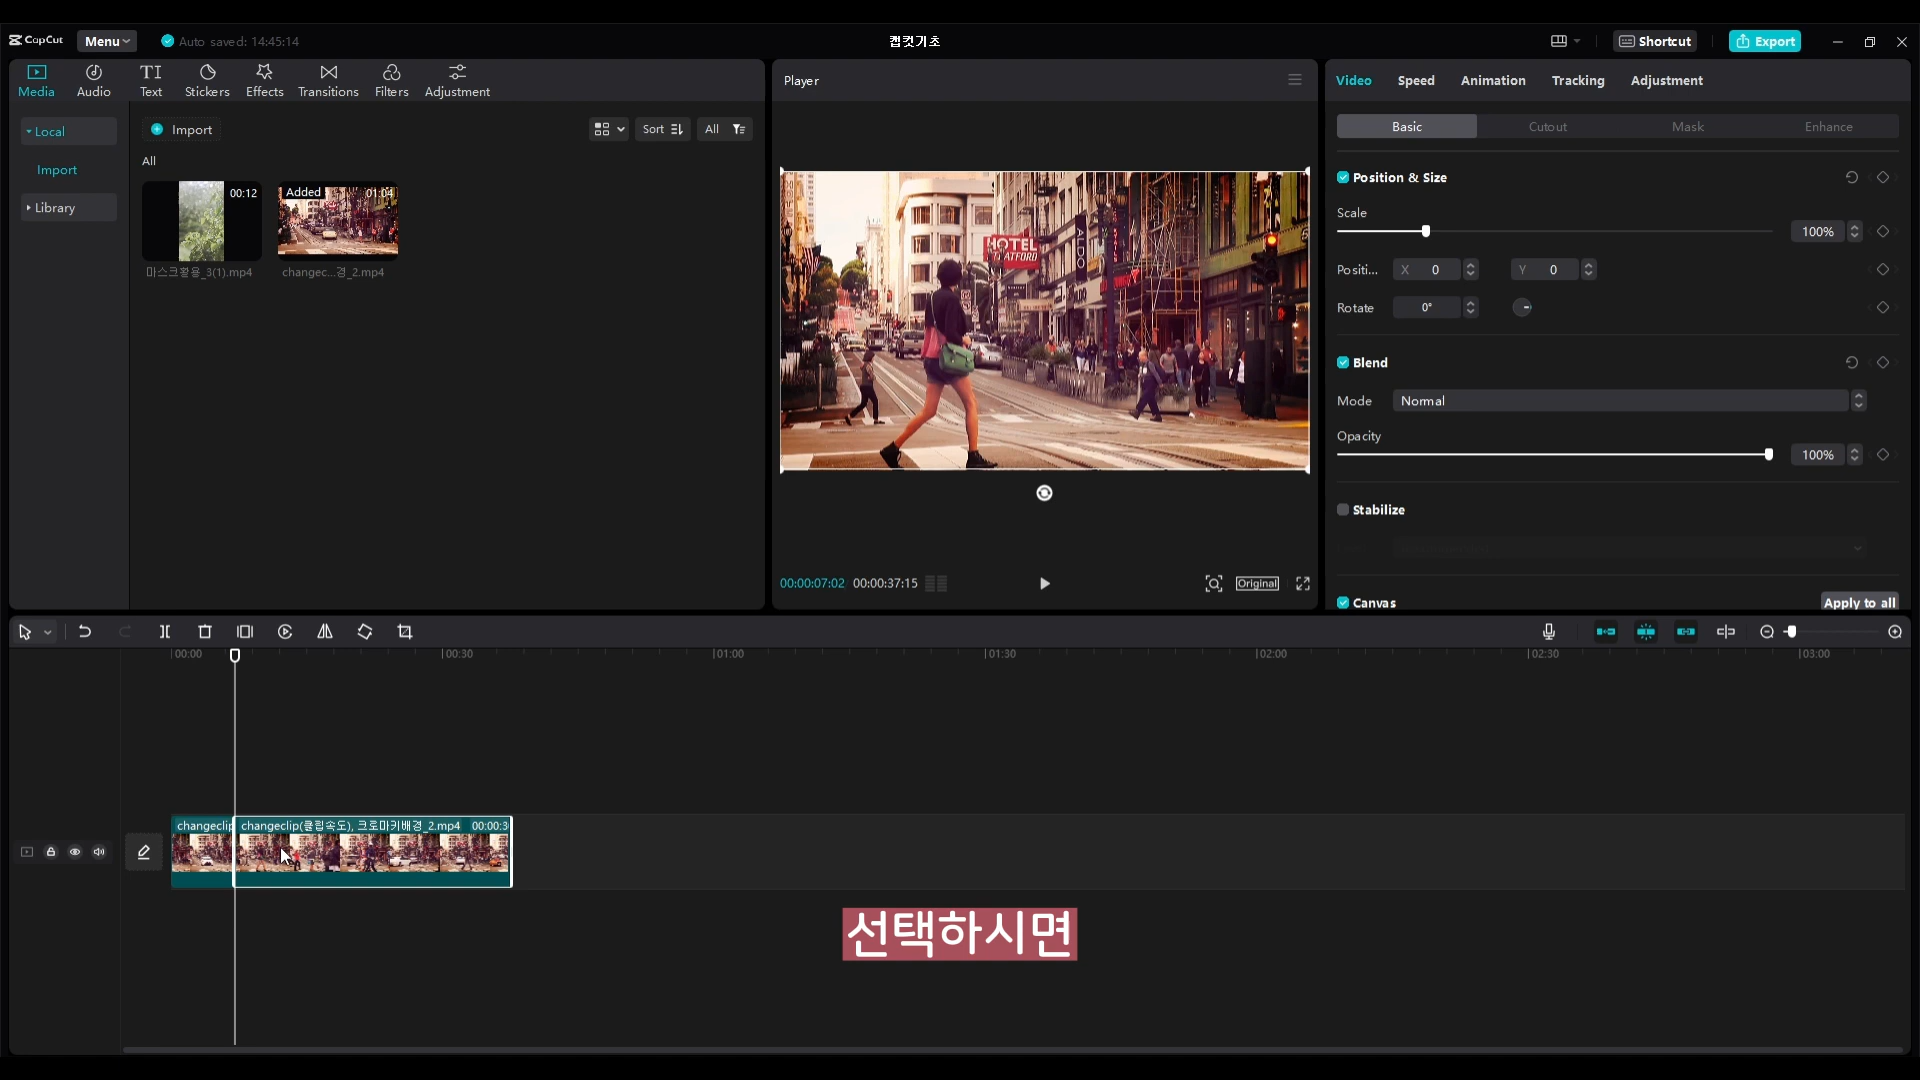 CapCut
Menu
Auto saved: 14:45:14
캡컷기초
Shortcut
Export
Media
Audio
Text
Stickers
Effects
Transitions
Filters
Adjustment
Local
Import
Library
Import
Sort
All
All
00:12
마스크활용_3(1).mp4
Added
01:04
changec...경_2.mp4
Player
HOTEL
STRATFORD
ALDO
00:00:07:02
00:00:37:15
Original
Video
Speed
Animation
Tracking
Adjustment
Basic
Cutout
Mask
Enhance
Position & Size
Scale
100%
Positi...
X 0
Y 0
Rotate
0°
Blend
Mode
Normal
Opacity
100%
Stabilize
Canvas
Apply to all
00:00
00:30
01:00
01:30
02:00
02:30
03:00
changeclip
changeclip(클립속도), 크로마키배경_2.mp4
00:00:3
선택하시면